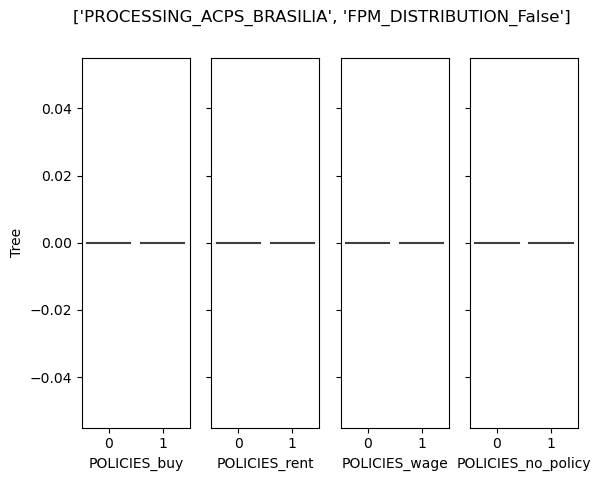 ['PROCESSING_ACPS_BRASILIA', 'FPM_DISTRIBUTION_False']
0.04
0.02
0.00
−0.02
−0.04
Tree
0 1
POLICIES_buy
0 1
POLICIES_rent
0 1
POLICIES_wage
0 1
POLICIES_no_policy